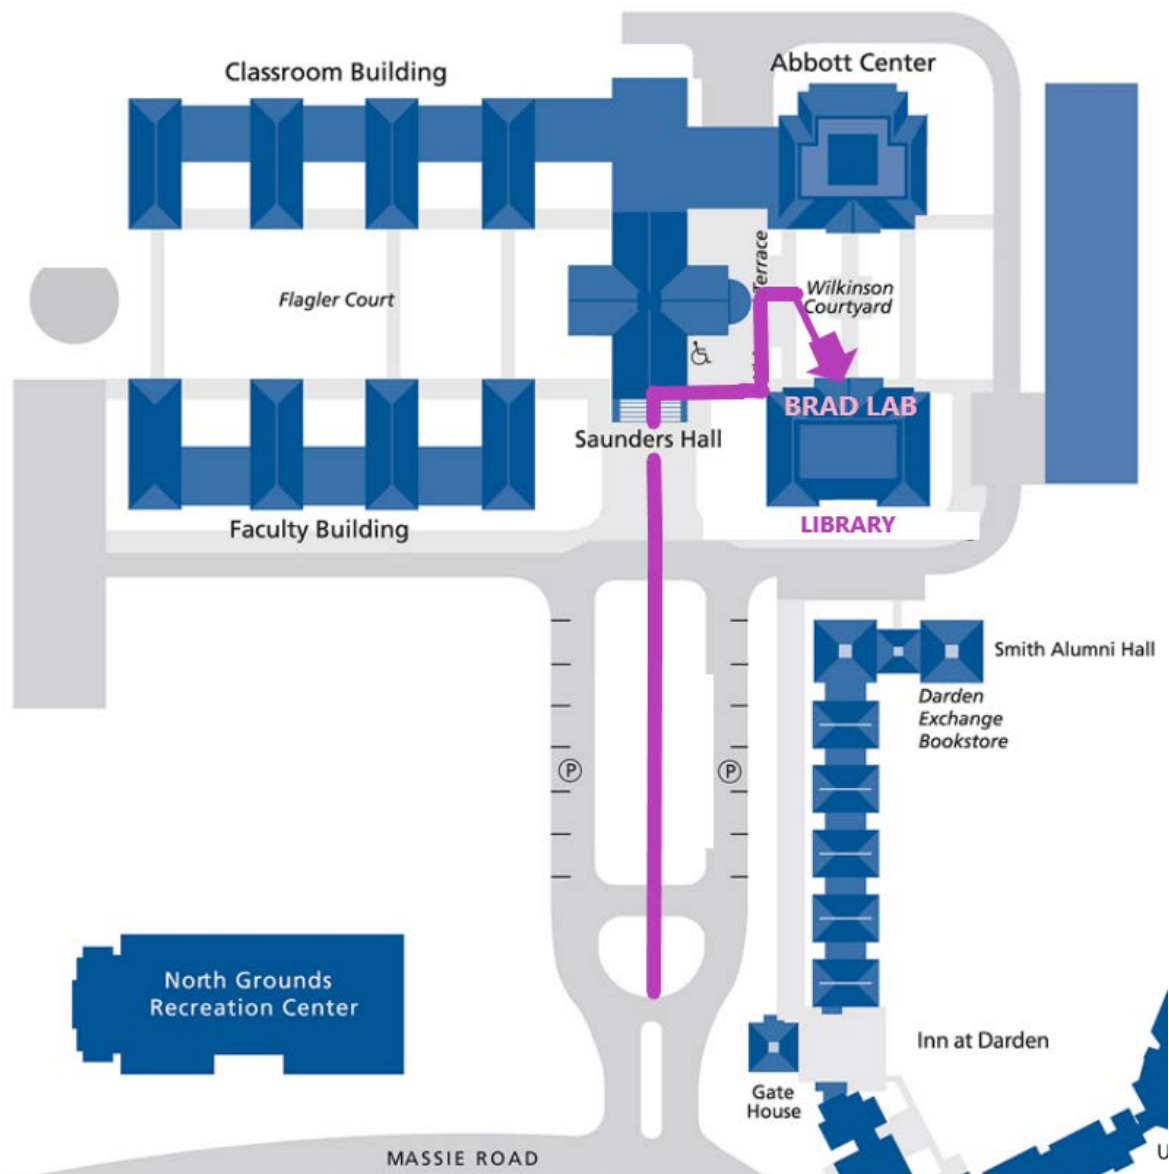 Classroom Building
Abbott Center
Terrace
Flagler Court
Wilkinson
Courtyard
BRAD LAB
Saunders Hall
LIBRARY
Faculty Building
Smith Alumni Hall
Darden
Exchange
Bookstore
P
P
North Grounds
Recreation Center
Inn at Darden
Gate
House
MASSIE ROAD
U